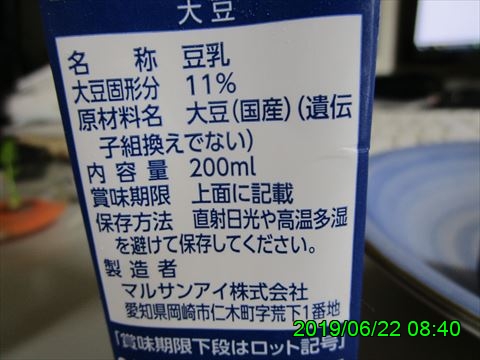 大豆
名称 豆乳
大豆固形分 11%
原材料名 大豆(国産)(遺伝
子組換えでない)
内容量 200ml
賞味期限 上面に記載
保存方法 直射日光や高温多湿
を避けて保存してください。
製造者
マルサンアイ株式会社
愛知県岡崎市仁木町字荒下1番地
「賞味期限下段はロット記号」
2019/06/22 08:40